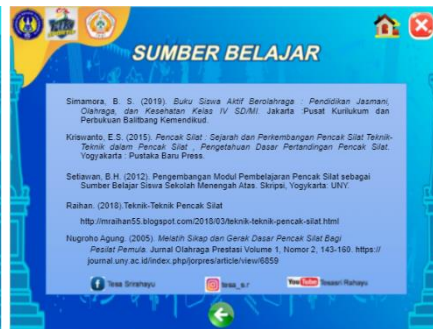 SUMBER BELAJAR
Simamora, B. S. (2019). Buku Siswa Aktif Berolahraga : Pendidikan Jasmani,
Olahraga, dan Kesehatan Kelas IV SD/MI. Jakarta :Pusat Kurilukum dan
Perbukuan Balitbang Kemendikud.
Kriswanto, E.S. (2015). Pencak Silat : Sejarah dan Perkembangan Pencak Silat Teknik-
Teknik dalam Pencak Silat , Pengetahuan Dasar Pertandingan Pencak Silat.
Yogyakarta : Pustaka Baru Press.
Setiawan, B.H. (2012). Pengembangan Modul Pembelajaran Pencak Silat sebagai
Sumber Belajar Siswa Sekolah Menengah Atas. Skripsi, Yogykarta: UNY.
Raihan. (2018).Teknik-Teknik Pencak Silat
http://mraihan55.blogspot.com/2018/03/teknik-teknik-pencak-silat.html
Nugroho Agung. (2005). Melatih Sikap dan Gerak Dasar Pencak Silat Bagi
Pesilat Pemula. Jurnal Olahraga Prestasi Volume 1, Nomor 2, 143-160. https://
journal.uny.ac.id/index.php/jorpres/article/view/6859
Tesa Srirahayu
tesa_s.r
You Tube Tesasri Rahayu